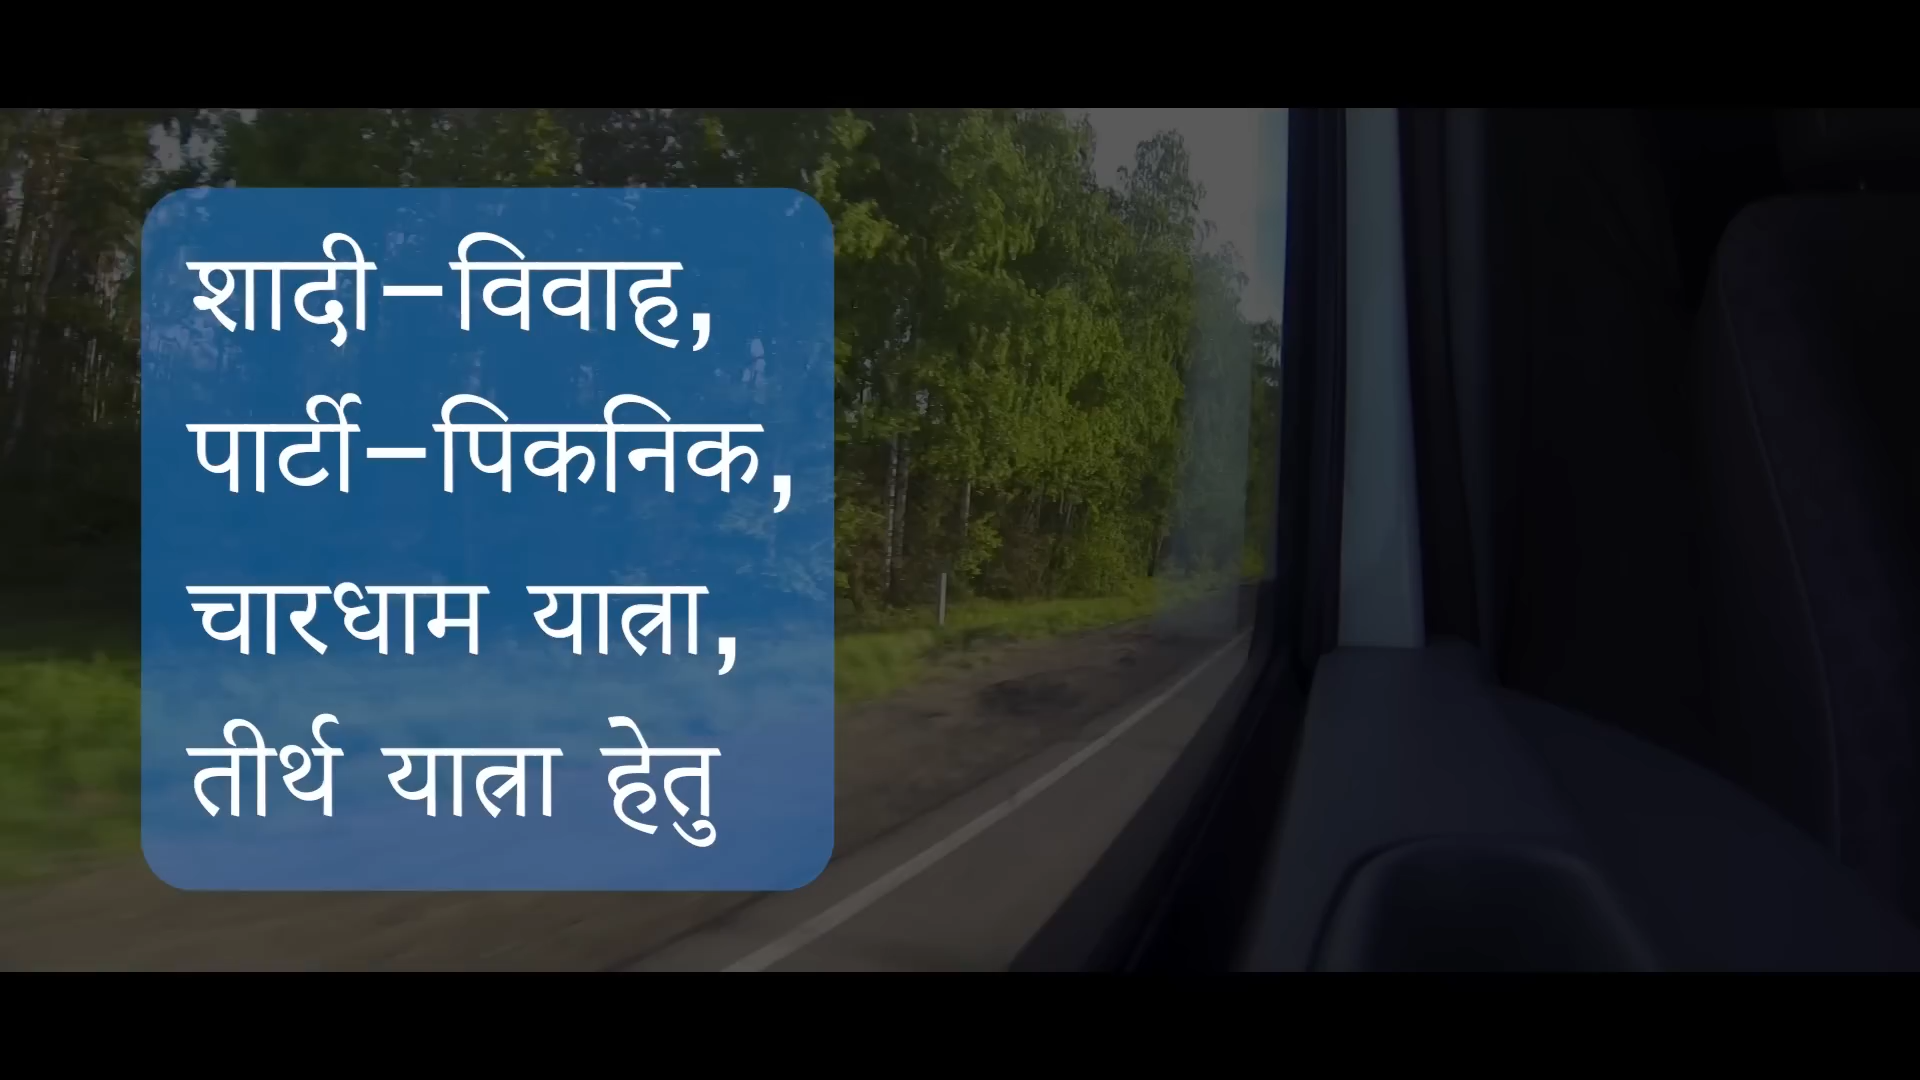 शादी-विवाह,
पार्टी-पिकनिक,
चारधाम यात्रा,
तीर्थ यात्रा हेतु